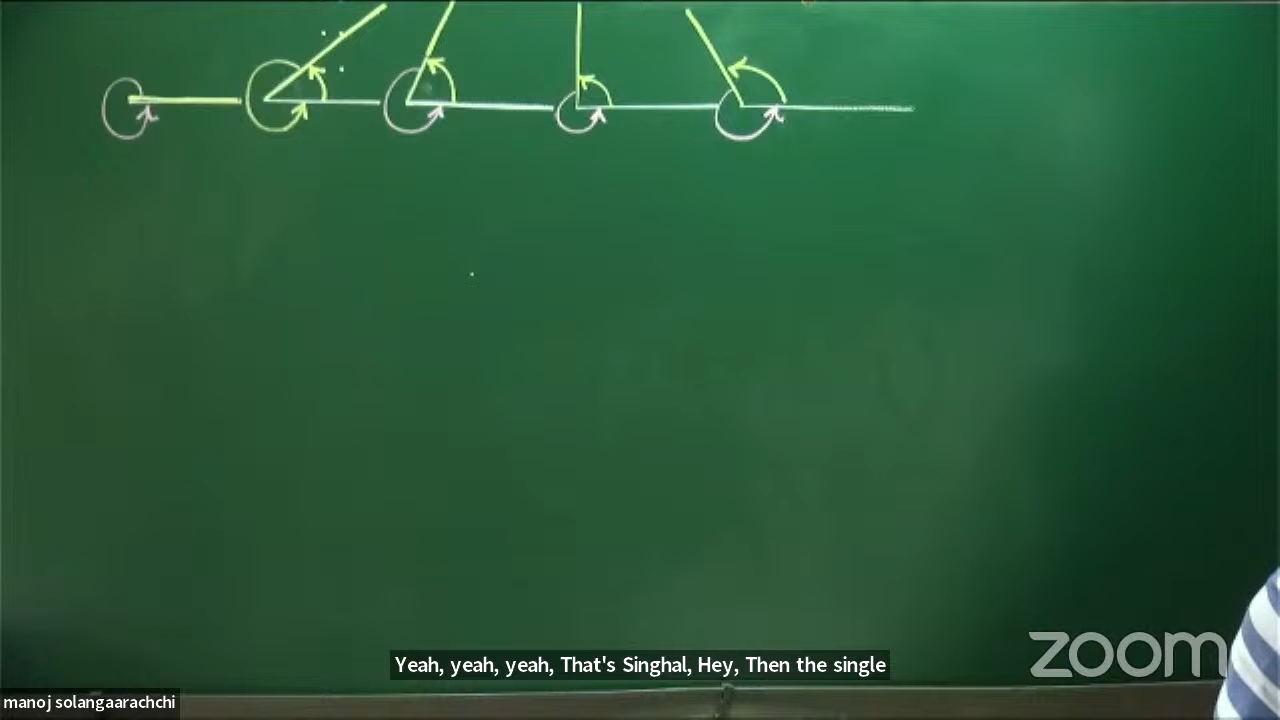 Yeah, yeah, yeah, That's Singhal, Hey, Then the single
zoom
manoj solangaarachchi